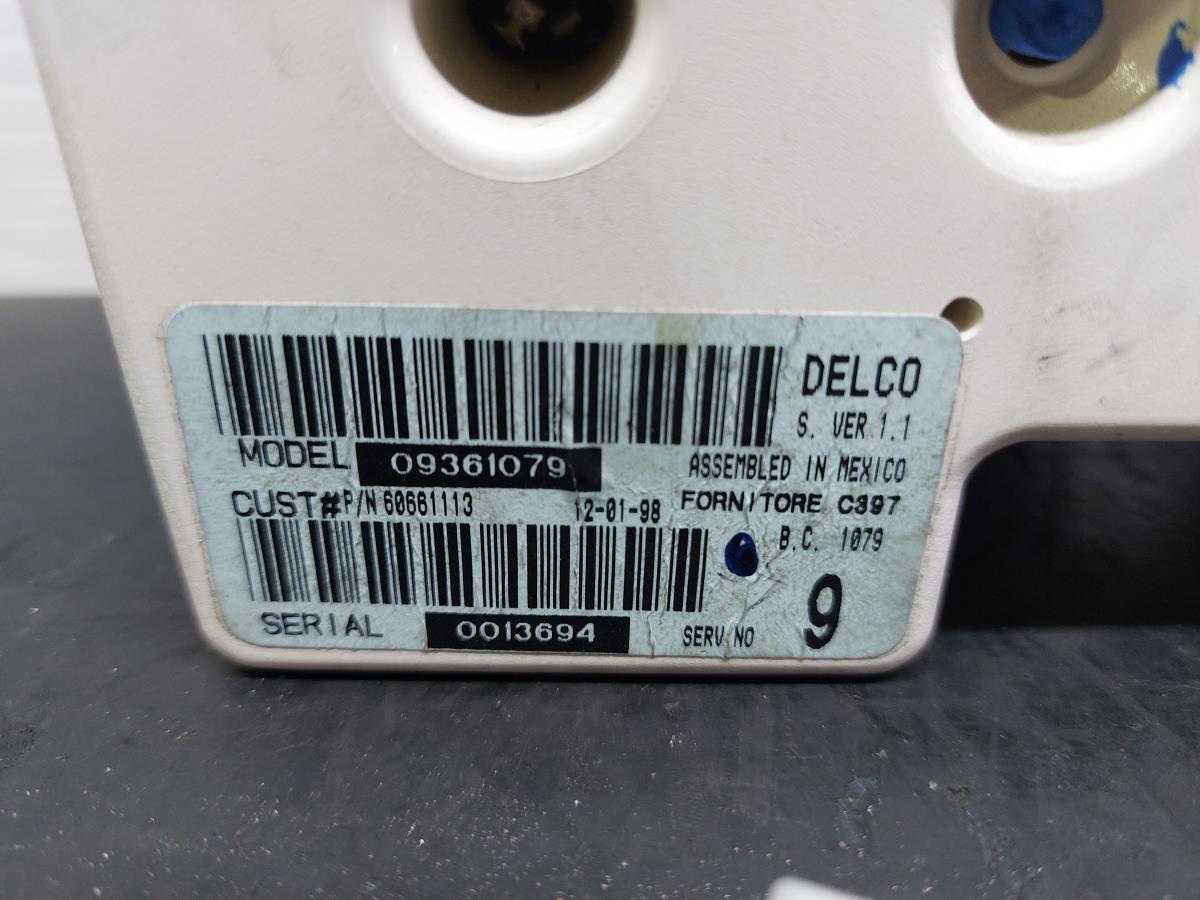 DELCO
S. VER 1.1
MODEL 09361079 ASSEMBLED IN MEXICO
CUST# P/N 60661113 12-01-98 FORNITORE C397
B.C. 1079
SERIAL 0013694 SERV NO 9